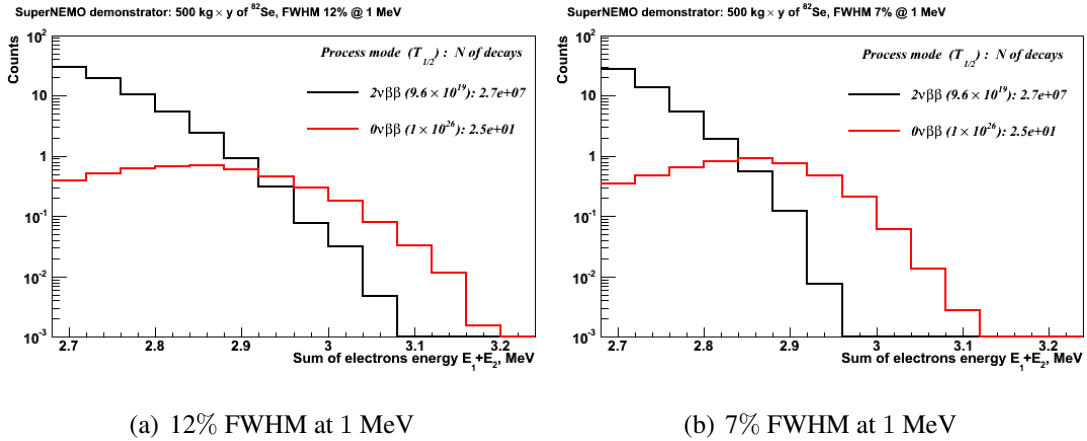 SuperNEMO demonstrator: 500 kg × y of ⁸²Se, FWHM 12% @ 1 MeV
Counts
10²
10
1
10⁻¹
10⁻²
10⁻³
Process mode (T₁/₂) : N of decays
2νββ (9.6 × 10¹⁹): 2.7e+07
0νββ (1 × 10²⁶): 2.5e+01
2.7 2.8 2.9 3 3.1 3.2
Sum of electrons energy E₁+E₂, MeV
(a) 12% FWHM at 1 MeV
SuperNEMO demonstrator: 500 kg × y of ⁸²Se, FWHM 7% @ 1 MeV
Counts
10²
10
1
10⁻¹
10⁻²
10⁻³
Process mode (T₁/₂) : N of decays
2νββ (9.6 × 10¹⁹): 2.7e+07
0νββ (1 × 10²⁶): 2.5e+01
2.7 2.8 2.9 3 3.1 3.2
Sum of electrons energy E₁+E₂, MeV
(b) 7% FWHM at 1 MeV